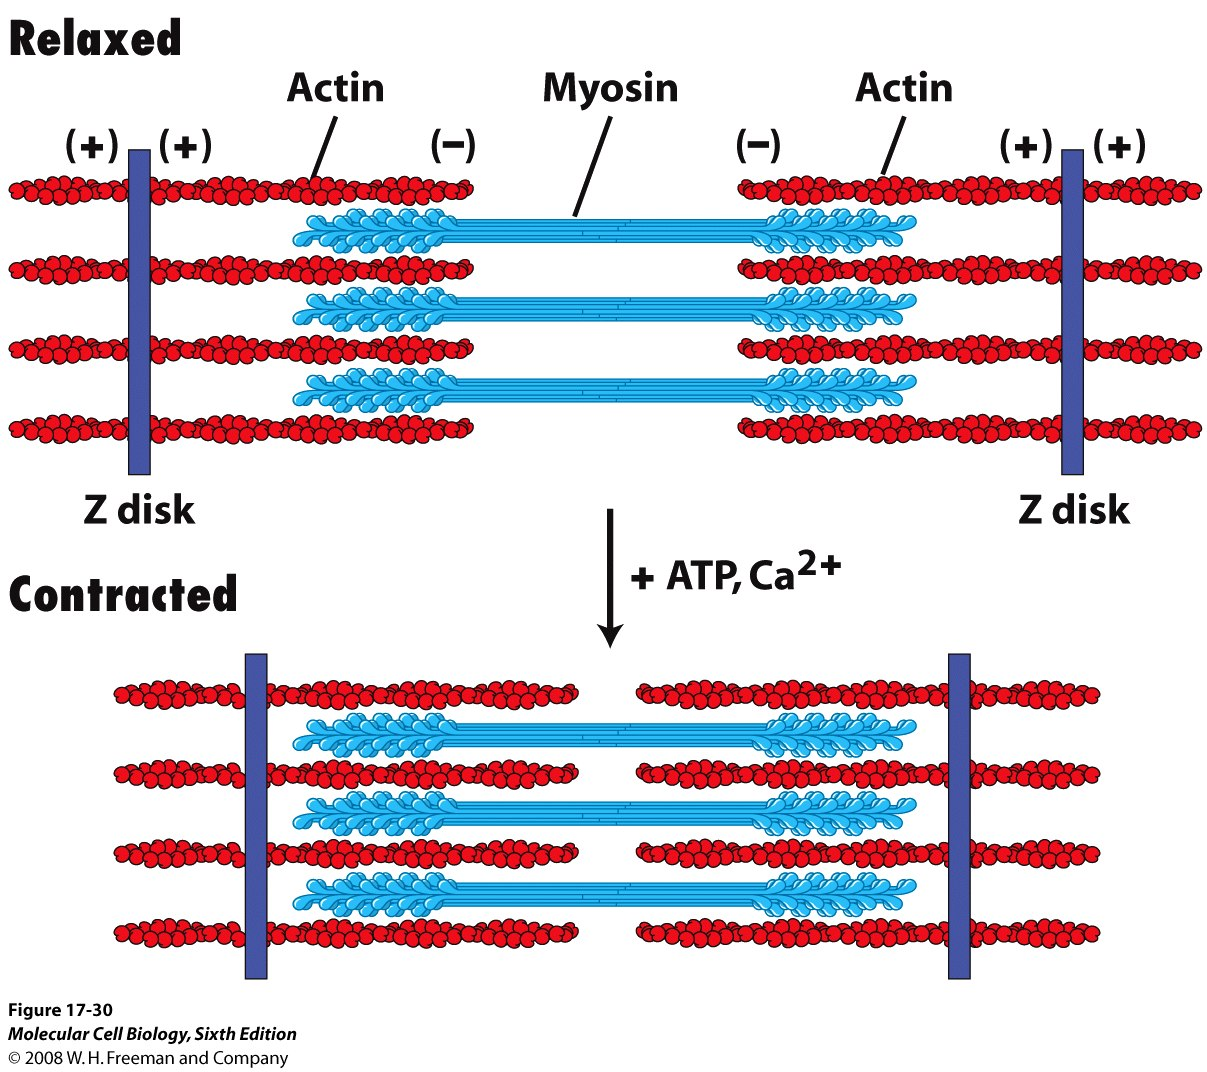 Relaxed
Actin Myosin Actin
(+) (+) (−) (−) (+) (+)
Z disk Z disk
+ ATP, Ca2+
Contracted
Figure 17-30
Molecular Cell Biology, Sixth Edition
© 2008 W. H. Freeman and Company